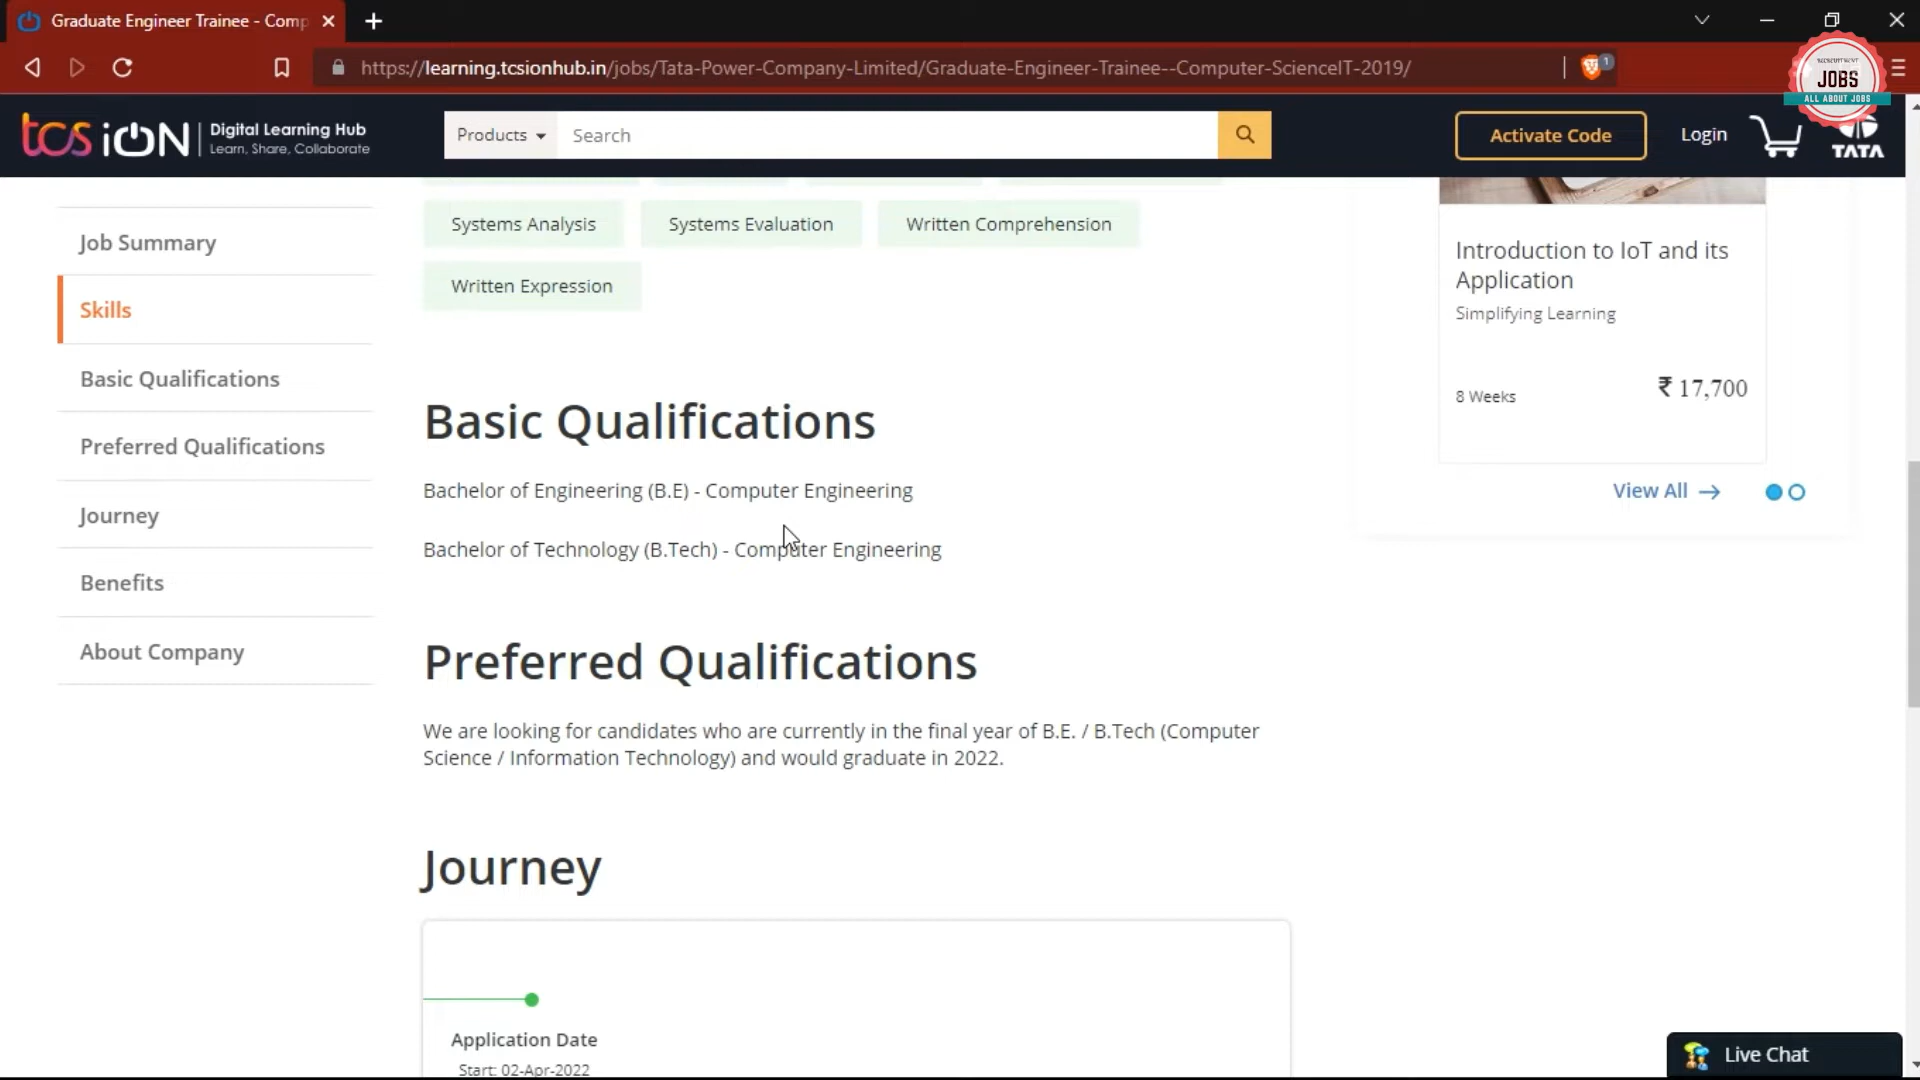 Graduate Engineer Trainee - Comp
https://learning.tcsionhub.in/jobs/Tata-Power-Company-Limited/Graduate-Engineer-Trainee--Computer-ScienceIT-2019/
1
RECRUITMENT
JOBS
ALL ABOUT JOBS
tcs iON
Digital Learning Hub
Learn, Share, Collaborate
Products
Search
Activate Code
Login
TATA
Job Summary
Skills
Basic Qualifications
Preferred Qualifications
Journey
Benefits
About Company
Systems Analysis
Systems Evaluation
Written Comprehension
Written Expression
Basic Qualifications
Bachelor of Engineering (B.E) - Computer Engineering
Bachelor of Technology (B.Tech) - Computer Engineering
Preferred Qualifications
We are looking for candidates who are currently in the final year of B.E. / B.Tech (Computer
Science / Information Technology) and would graduate in 2022.
Journey
Application Date
Start: 02-Apr-2022
Introduction to IoT and its
Application
Simplifying Learning
8 Weeks
₹ 17,700
View All
Live Chat